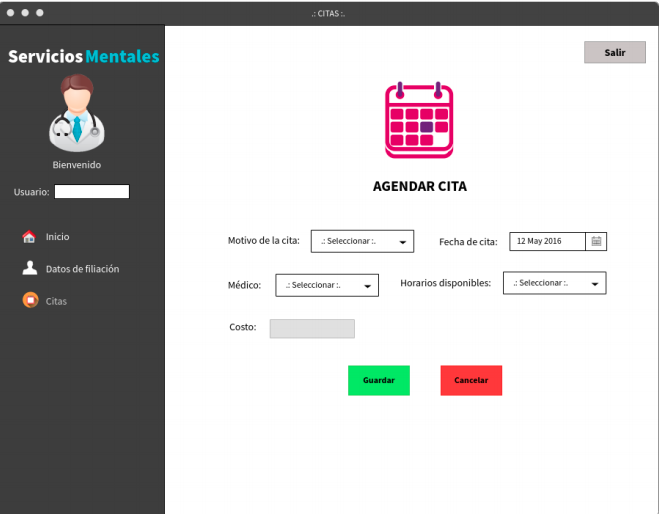 .: CITAS :.
Salir
Servicios Mentales
Bienvenido
Usuario:
Inicio
Datos de filiación
Citas
AGENDAR CITA
Motivo de la cita: .: Seleccionar :. Fecha de cita: 12 May 2016
Médico: .: Seleccionar :. Horarios disponibles: .: Seleccionar :.
Costo:
Guardar Cancelar